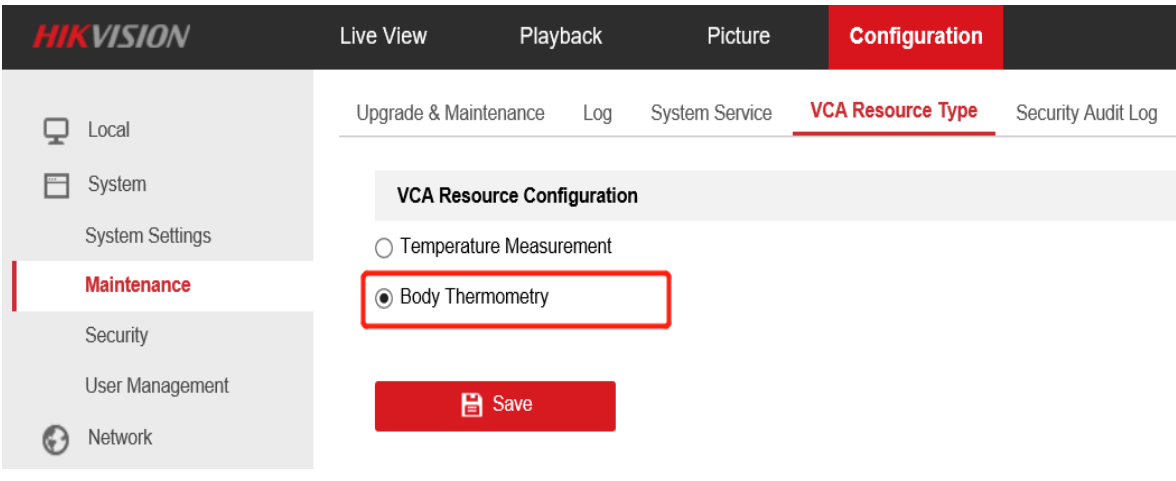 HIKVISION Live View Playback Picture Configuration
Upgrade & Maintenance Log System Service VCA Resource Type Security Audit Log
Local
System
System Settings
Maintenance
Security
User Management
Network
VCA Resource Configuration
Temperature Measurement
Body Thermometry
Save